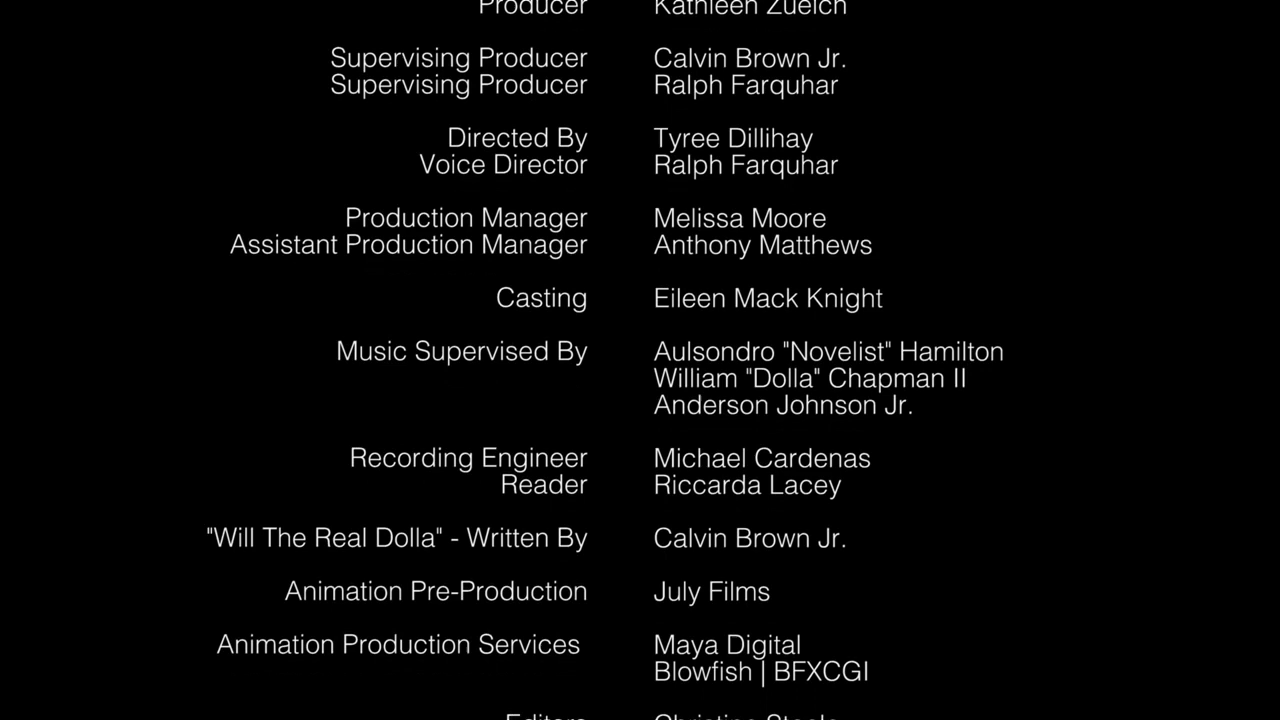 Producer Kathleen Zuelch
Supervising Producer Calvin Brown Jr.
Supervising Producer Ralph Farquhar
Directed By Tyree Dillihay
Voice Director Ralph Farquhar
Production Manager Melissa Moore
Assistant Production Manager Anthony Matthews
Casting Eileen Mack Knight
Music Supervised By Aulsondro "Novelist" Hamilton
William "Dolla" Chapman II
Anderson Johnson Jr.
Recording Engineer Michael Cardenas
Reader Riccarda Lacey
"Will The Real Dolla" - Written By Calvin Brown Jr.
Animation Pre-Production July Films
Animation Production Services Maya Digital
Blowfish | BFXCGI
Editors Christine Steele